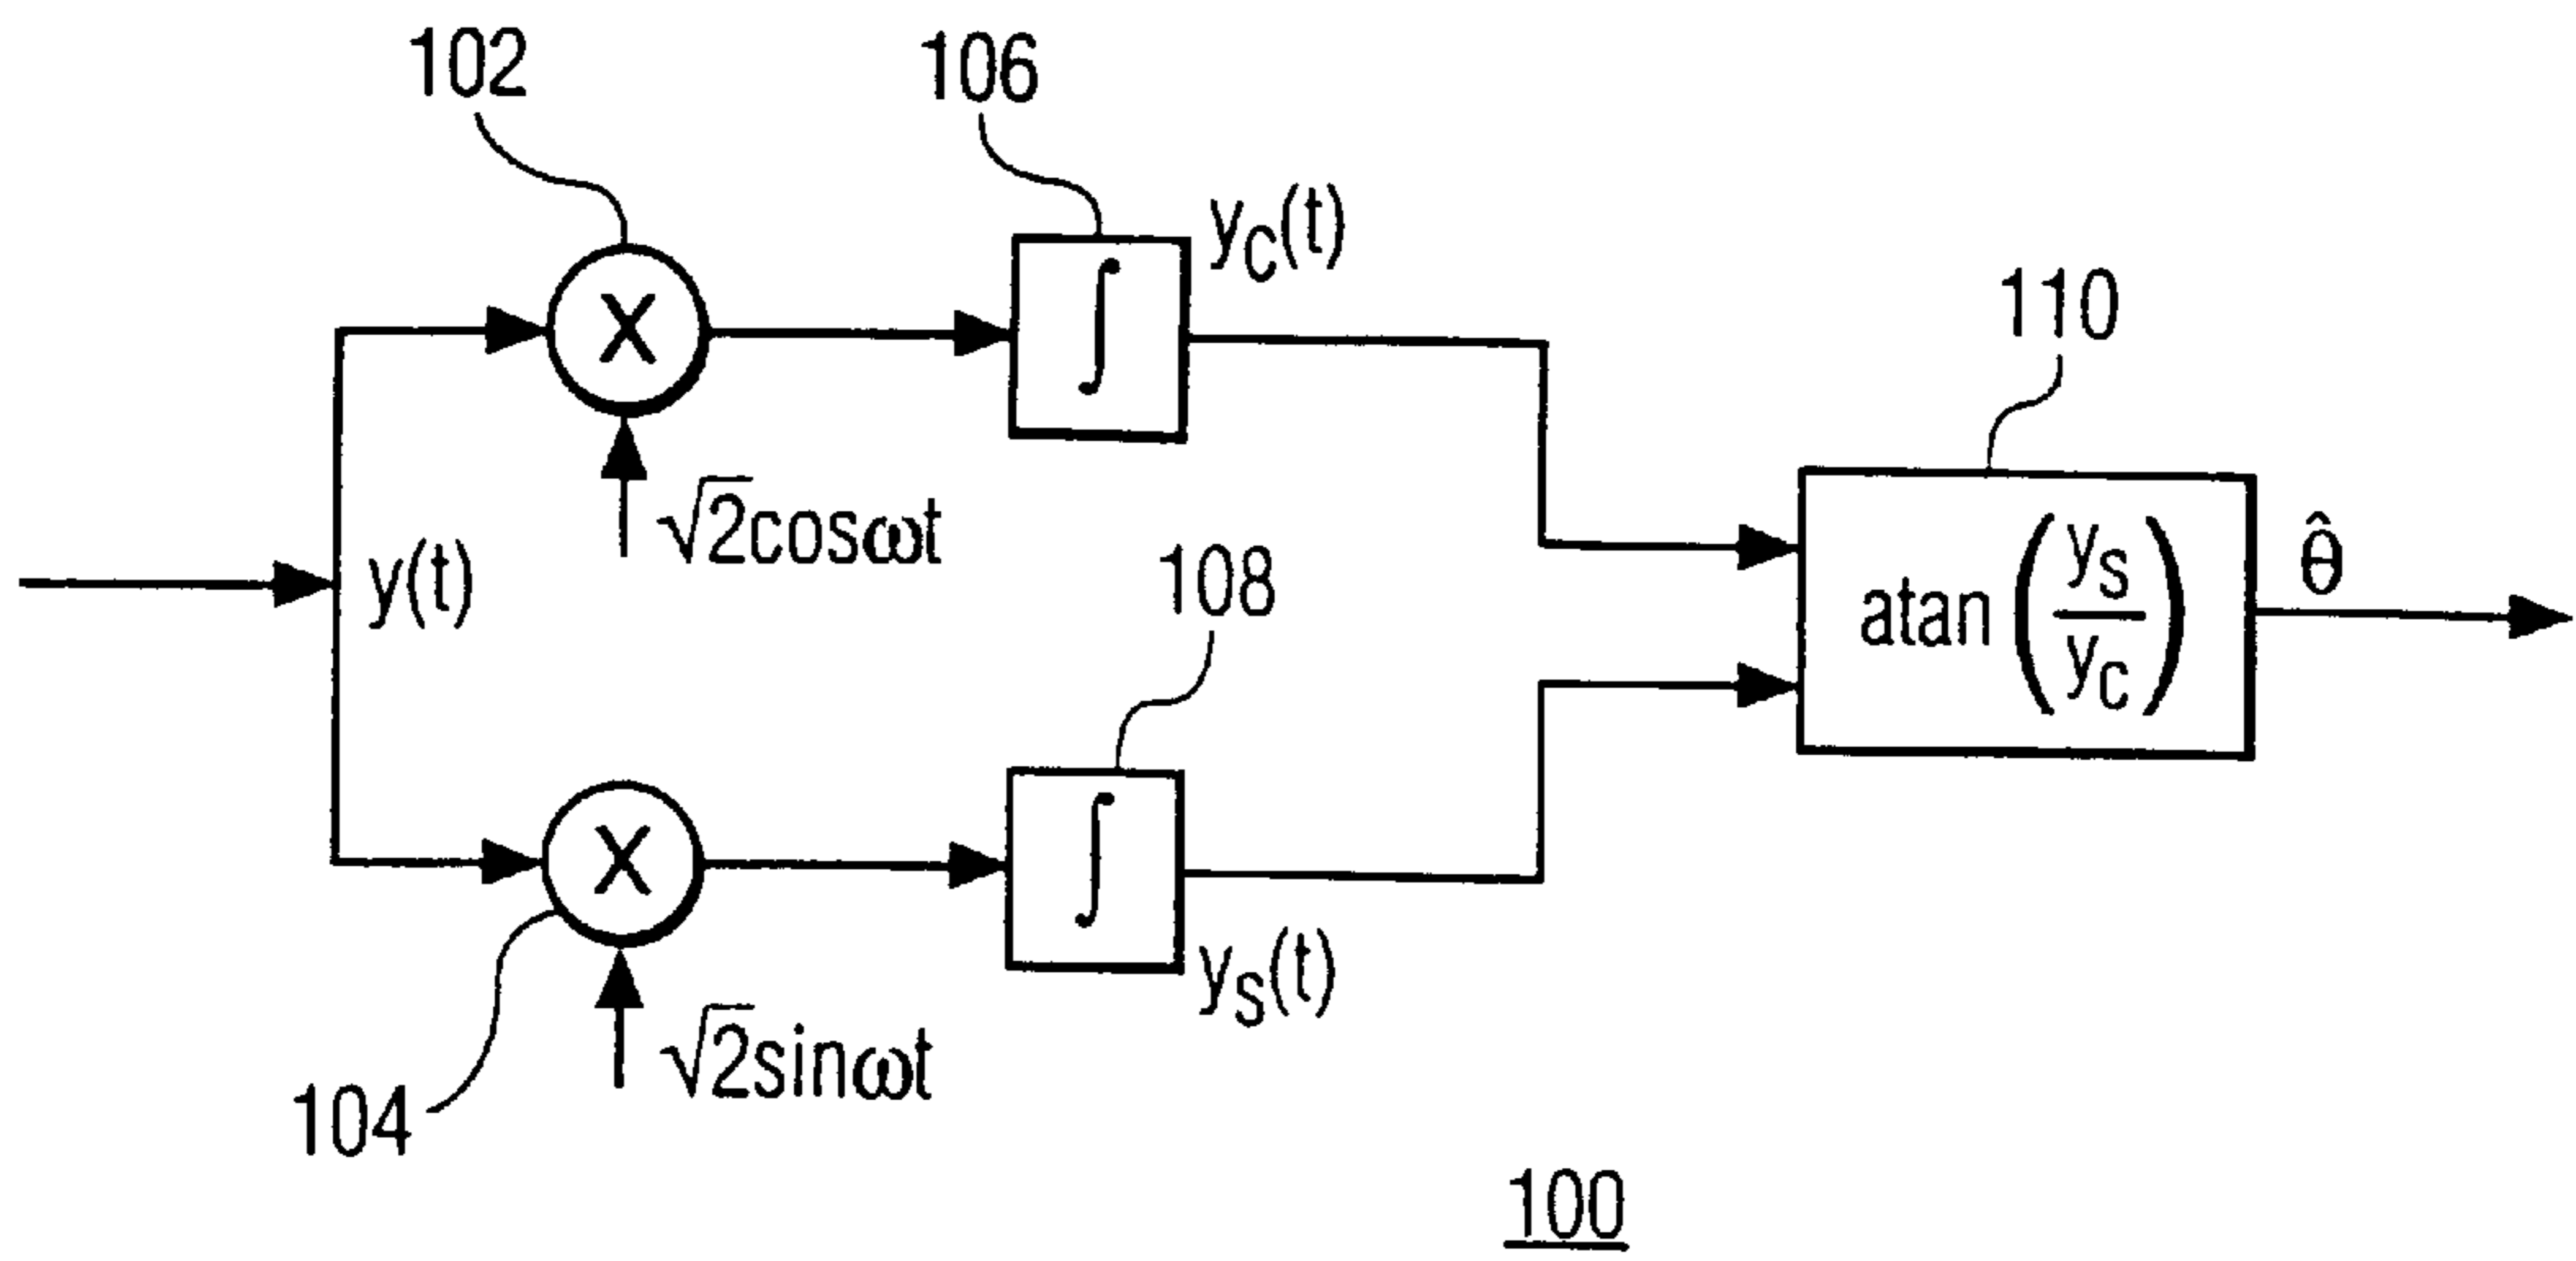 102
106
y_c(t)
110
√2cosωt
y(t)
108
atan (y_s/y_c)
θ̂
y_s(t)
√2sinωt
104
100
X
∫
X
∫